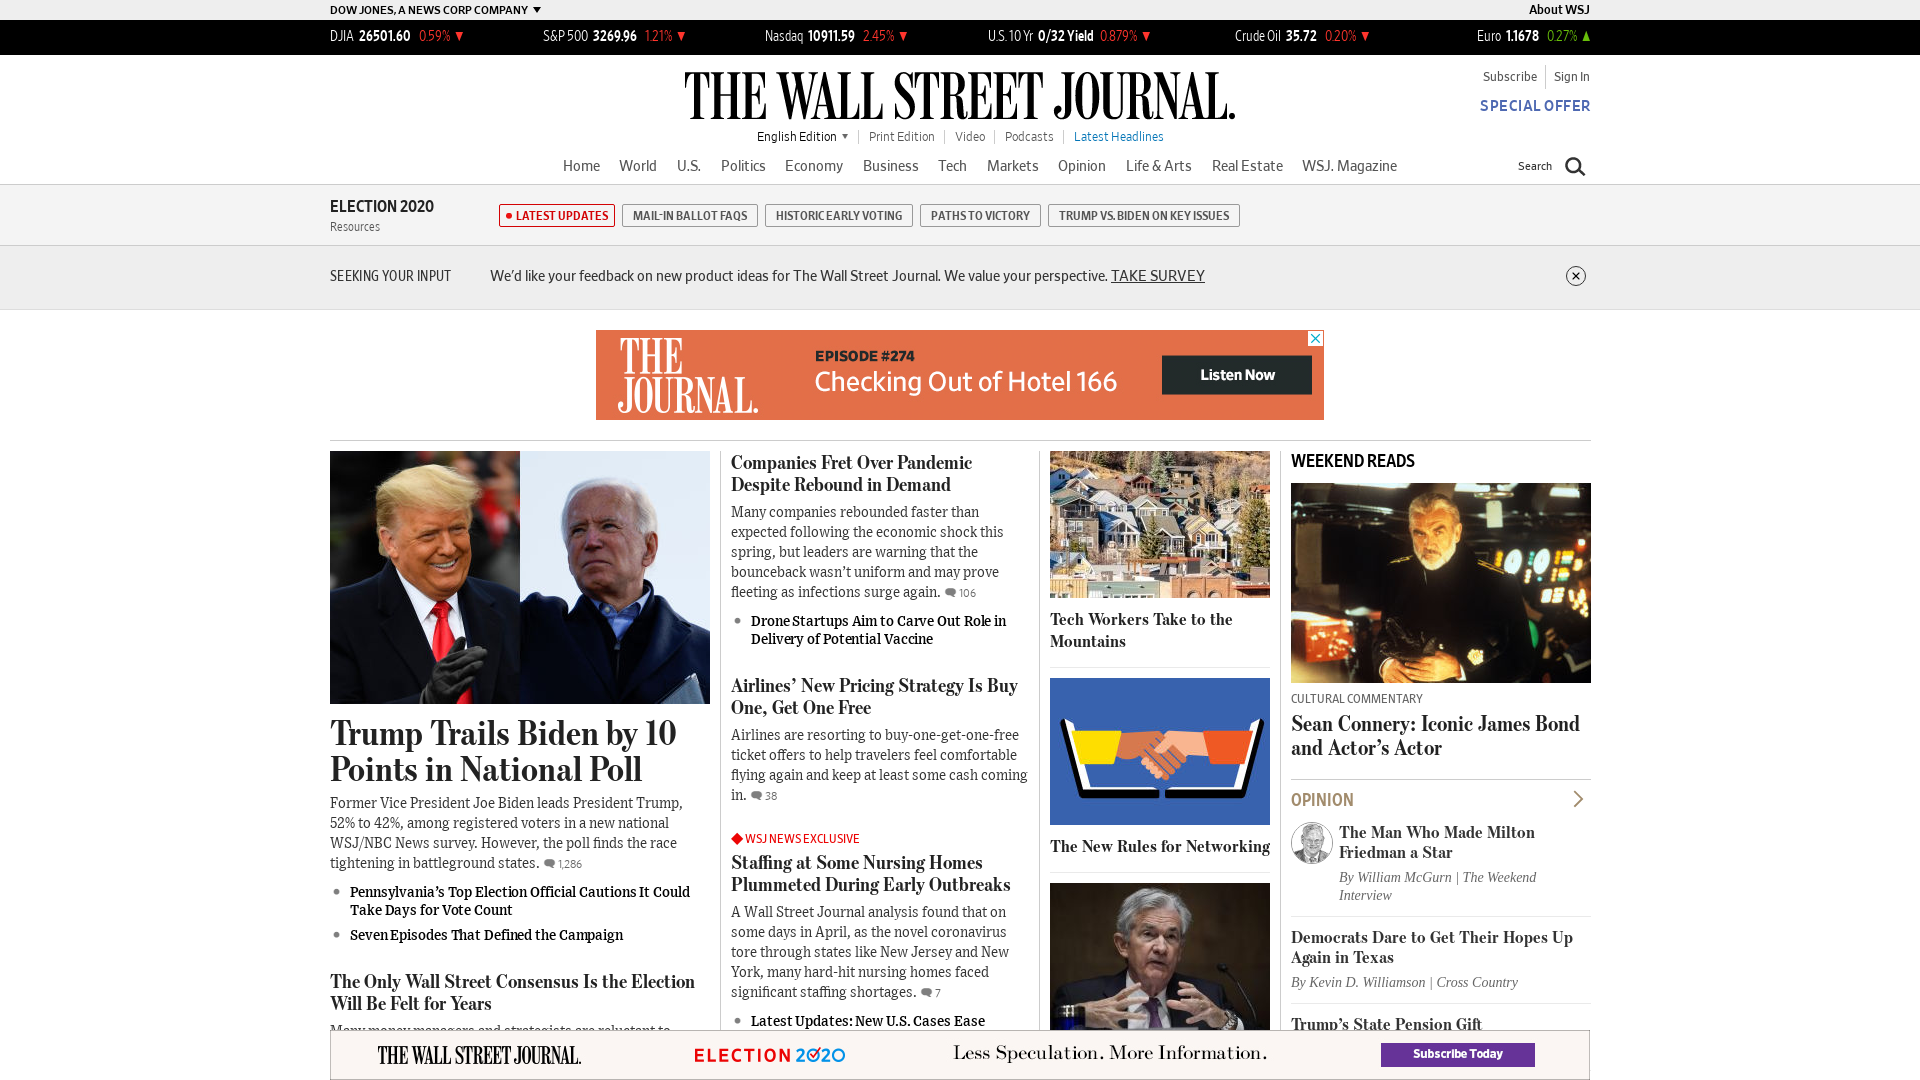 DOW JONES, A NEWS CORP COMPANY
About WSJ
DJIA 26501.60 0.59%
S&P 500 3269.96 1.21%
Nasdaq 10911.59 2.45%
U.S. 10 Yr 0/32 Yield 0.879%
Crude Oil 35.72 0.20%
Euro 1.1678 0.27%
Subscribe
Sign In
SPECIAL OFFER
THE WALL STREET JOURNAL.
English Edition
Print Edition
Video
Podcasts
Latest Headlines
Home
World
U.S.
Politics
Economy
Business
Tech
Markets
Opinion
Life & Arts
Real Estate
WSJ. Magazine
Search
ELECTION 2020
Resources
LATEST UPDATES
MAIL-IN BALLOT FAQS
HISTORIC EARLY VOTING
PATHS TO VICTORY
TRUMP VS. BIDEN ON KEY ISSUES
SEEKING YOUR INPUT
We’d like your feedback on new product ideas for The Wall Street Journal. We value your perspective. TAKE SURVEY
THE
JOURNAL.
EPISODE #274
Checking Out of Hotel 166
Listen Now
Trump Trails Biden by 10
Points in National Poll
Former Vice President Joe Biden leads President Trump,
52% to 42%, among registered voters in a new national
WSJ/NBC News survey. However, the poll finds the race
tightening in battleground states. 1,286
Pennsylvania’s Top Election Official Cautions It Could
Take Days for Vote Count
Seven Episodes That Defined the Campaign
The Only Wall Street Consensus Is the Election
Will Be Felt for Years
Many money managers and strategists are reluctant to
Companies Fret Over Pandemic
Despite Rebound in Demand
Many companies rebounded faster than
expected following the economic shock this
spring, but leaders are warning that the
bounceback wasn’t uniform and may prove
fleeting as infections surge again. 106
Drone Startups Aim to Carve Out Role in
Delivery of Potential Vaccine
Airlines’ New Pricing Strategy Is Buy
One, Get One Free
Airlines are resorting to buy-one-get-one-free
ticket offers to help travelers feel comfortable
flying again and keep at least some cash coming
in. 38
WSJ NEWS EXCLUSIVE
Staffing at Some Nursing Homes
Plummeted During Early Outbreaks
A Wall Street Journal analysis found that on
some days in April, as the novel coronavirus
tore through states like New Jersey and New
York, many hard-hit nursing homes faced
significant staffing shortages. 7
Latest Updates: New U.S. Cases Ease
Tech Workers Take to the
Mountains
The New Rules for Networking
WEEKEND READS
CULTURAL COMMENTARY
Sean Connery: Iconic James Bond
and Actor’s Actor
OPINION
The Man Who Made Milton
Friedman a Star
By William McGurn | The Weekend
Interview
Democrats Dare to Get Their Hopes Up
Again in Texas
By Kevin D. Williamson | Cross Country
Trump’s State Pension Gift
THE WALL STREET JOURNAL.
ELECTION 2020
Less Speculation. More Information.
Subscribe Today